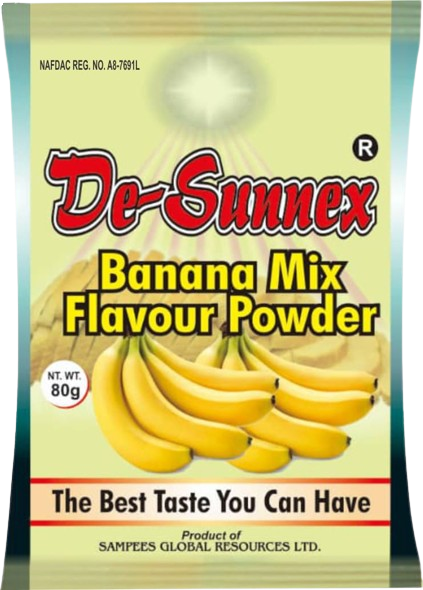 NAFDAC REG. NO. A8-7691L
®
De-Sunnex
Banana Mix
Flavour Powder
NT. WT.
80g
The Best Taste You Can Have
Product of
SAMPEES GLOBAL RESOURCES LTD.